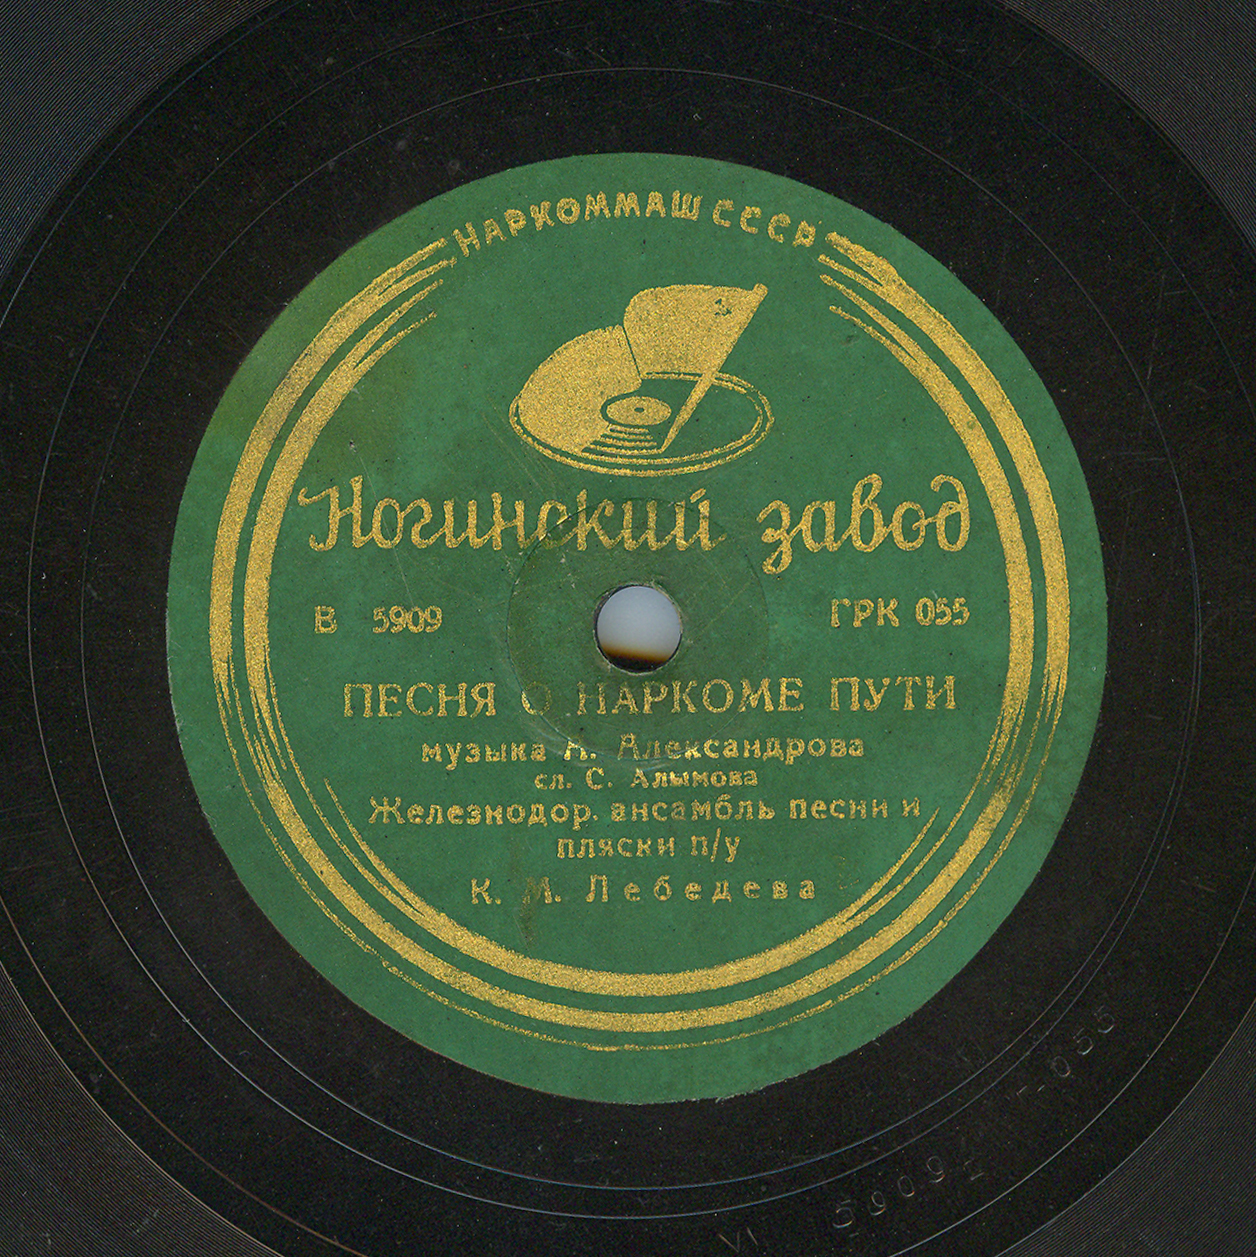 НАРКОММАШ СССР
Ногинский завод
В 5909
ГРК 055
ПЕСНЯ О НАРКОМЕ ПУТИ
музыка А. Александрова
сл. С. Алымова
Железнодор. ансамбль песни и
пляски п/у
К. М. Лебедева